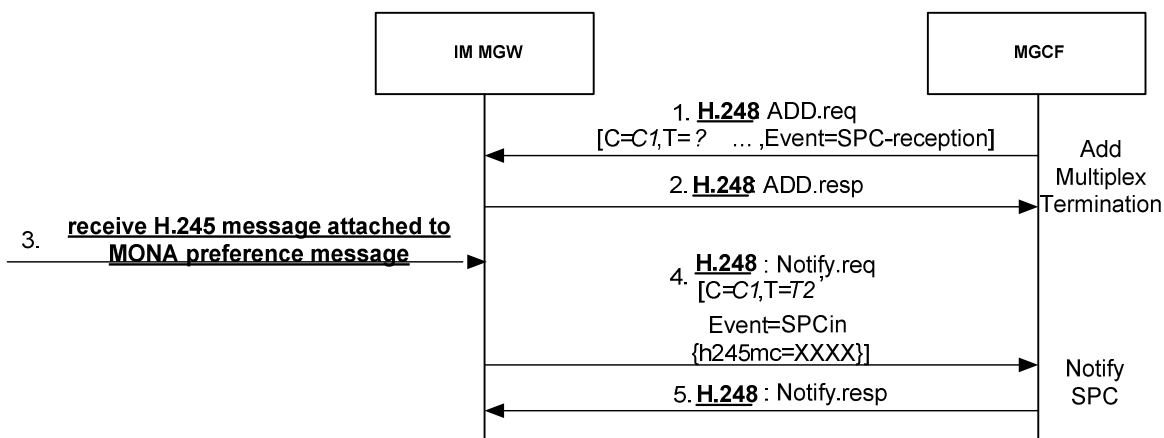 IM MGW
MGCF
1. H.248: ADD.req
[C=C1,T=? ... ,Event=SPC-reception]
Add
Multiplex
Termination
2. H.248: ADD.resp
3. receive H.245 message attached to
MONA preference message
4. H.248 : Notify.req
[C=C1,T=T2 ,
Event=SPCin
{h245mc=XXXX}]
Notify
SPC
5. H.248 : Notify.resp